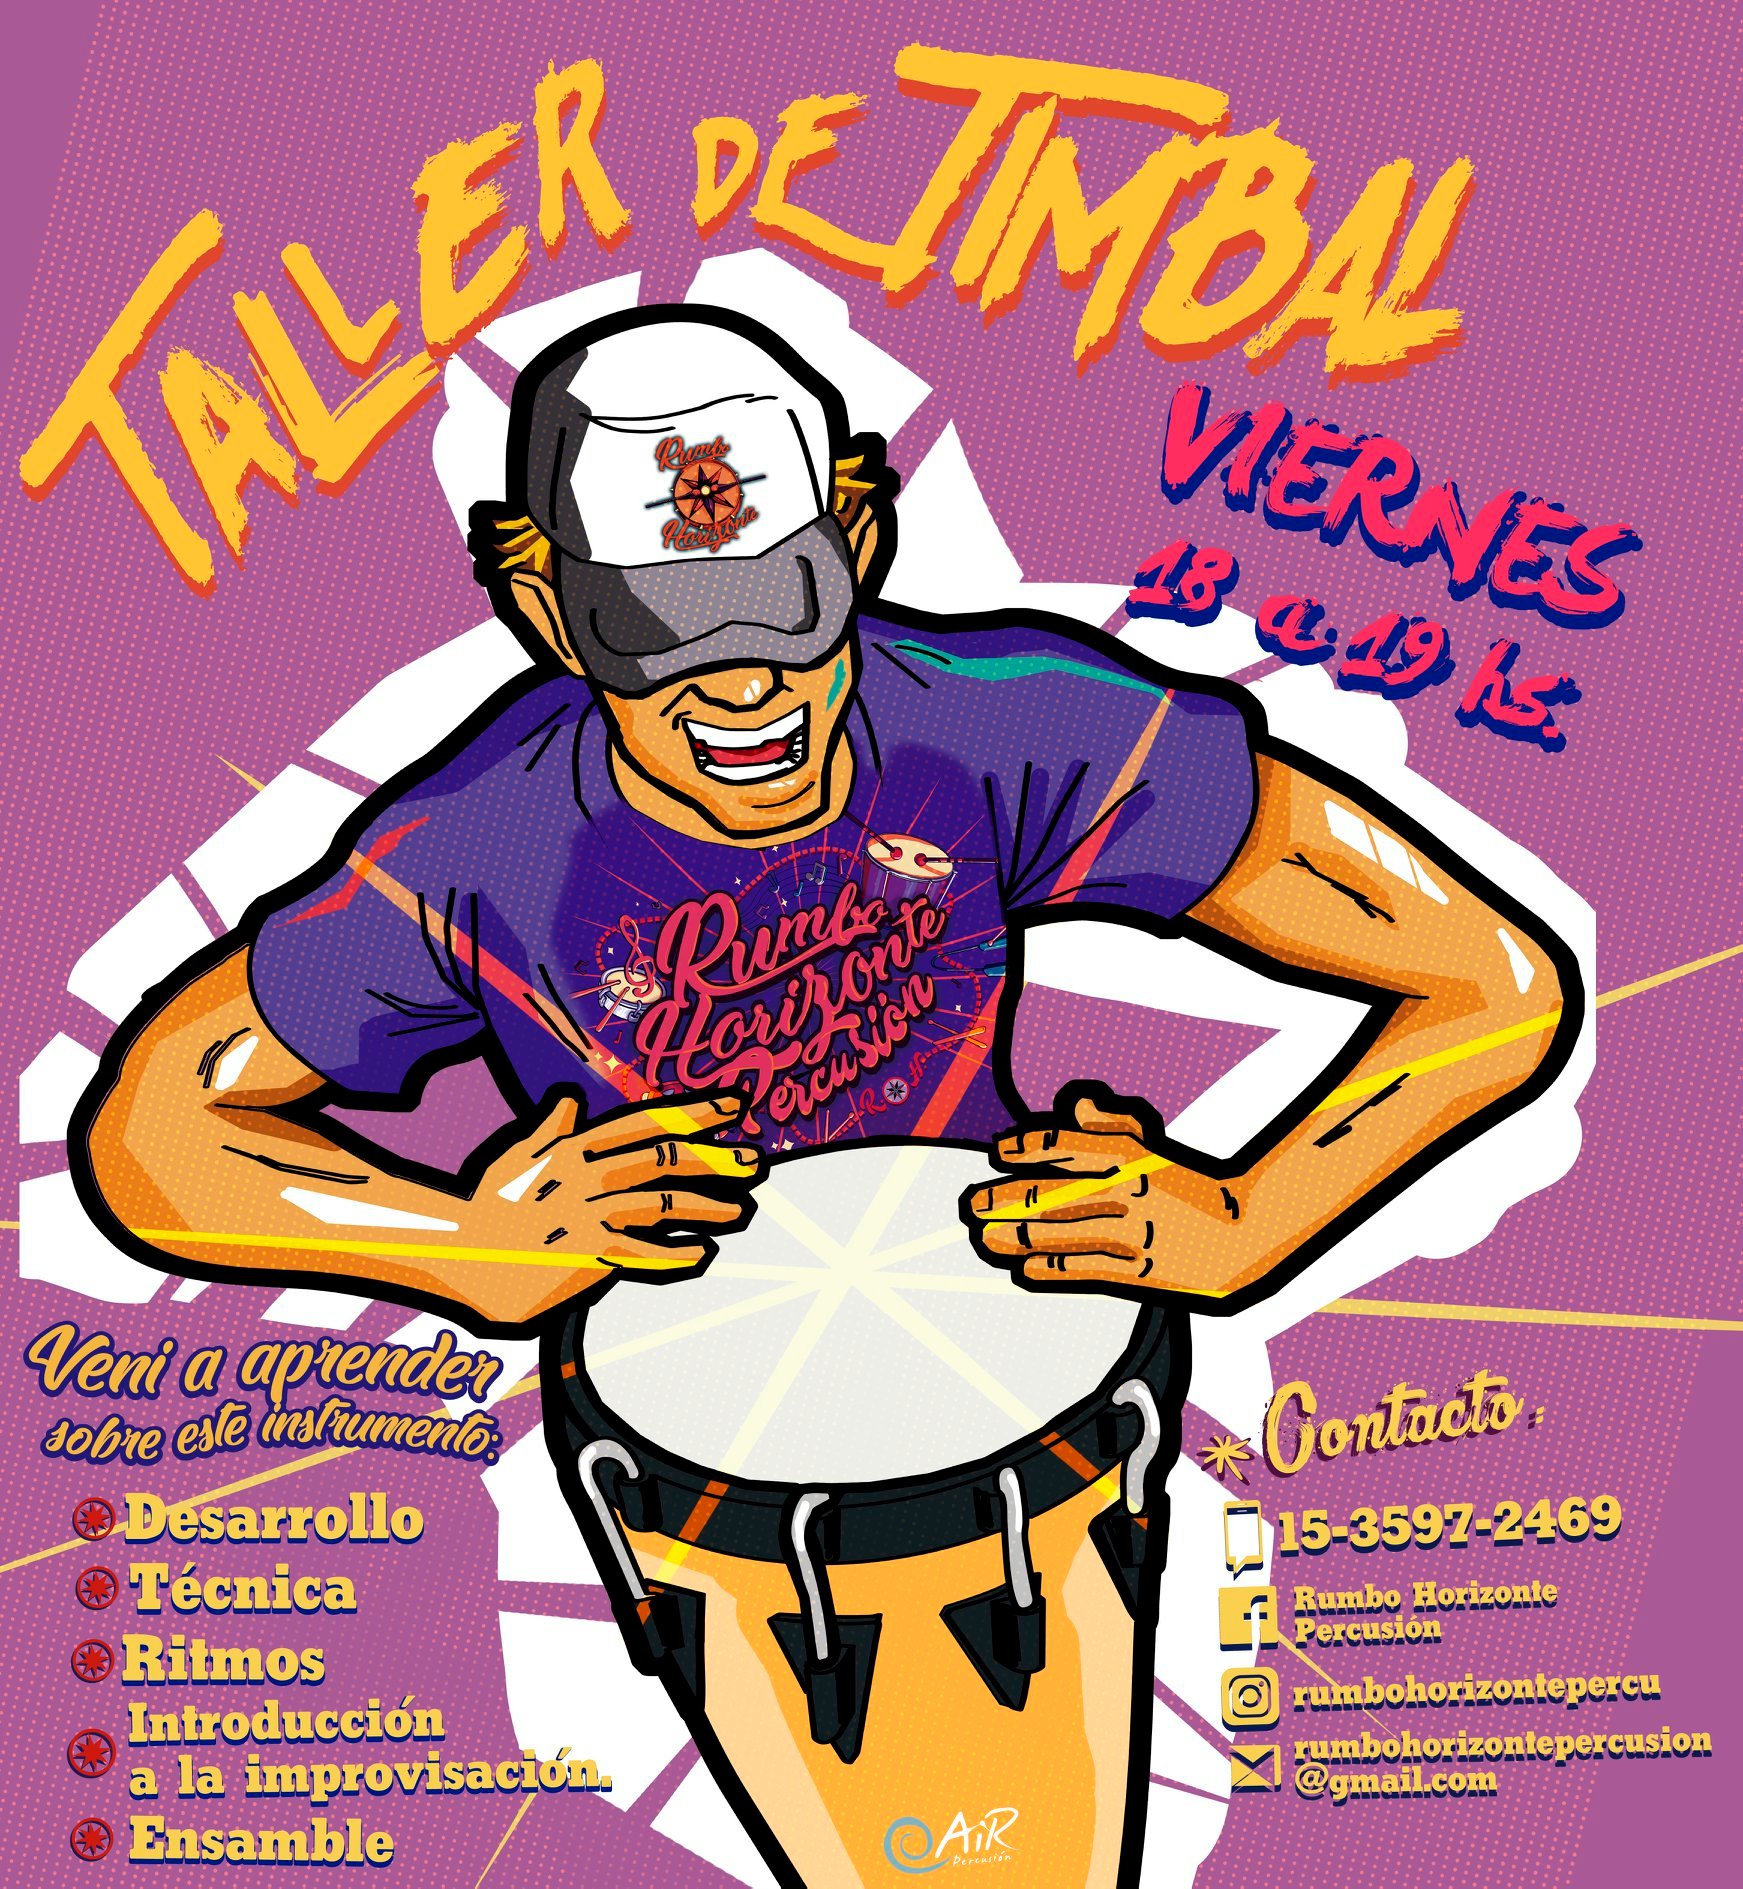 TALLER DE TIMBAL
VIERNES
18 a 19 hs.
Rumbo
Horizonte
Rumbo
Horizonte
Percusión
R H
Veni a aprender
sobre este instrumento:
Desarrollo
Técnica
Ritmos
Introducción
a la improvisación.
Ensamble
Contacto:
15-3597-2469
Rumbo Horizonte
Percusión
rumbohorizontepercu
rumbohorizontepercusion
@gmail.com
AiR
Percusión